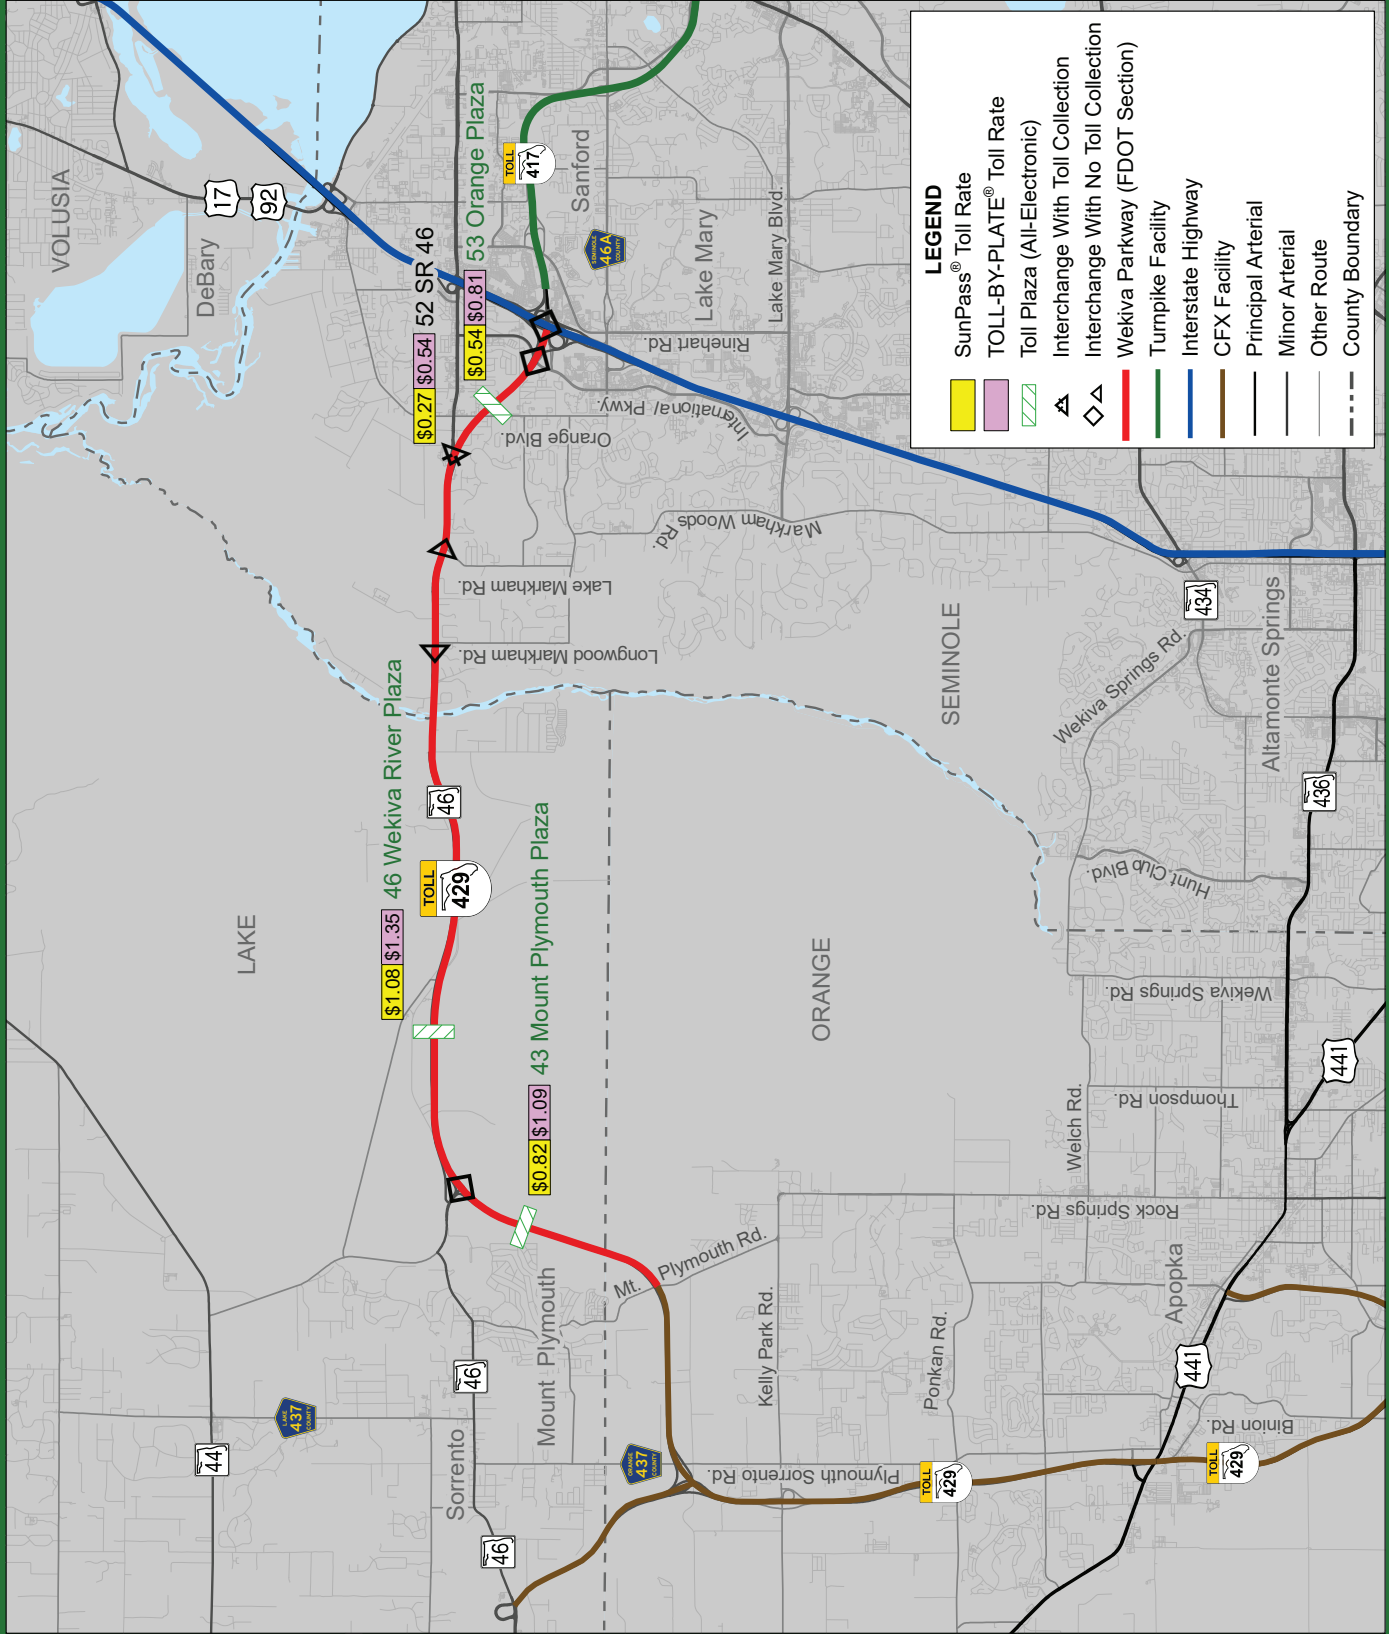 VOLUSIA
17
92
DeBary
$0.27 $0.54 52 SR 46
$0.54 $0.81 53 Orange Plaza
TOLL
417
Sanford
SEMINOLE
46A
COUNTY
Lake Mary
Lake Mary Blvd.
Rinehart Rd.
International Pkwy.
Orange Blvd.
Markham Woods Rd.
Lake Markham Rd.
Longwood Markham Rd.
LAKE
$1.08 $1.35 46 Wekiva River Plaza
TOLL
429
46
$0.82 $1.09 43 Mount Plymouth Plaza
SEMINOLE
ORANGE
434
Wekiva Springs Rd.
Altamonte Springs
436
Hunt Club Blvd.
Wekiva Springs Rd.
441
Welch Rd.
Thompson Rd.
Rock Springs Rd.
Mt. Plymouth Rd.
Kelly Park Rd.
Ponkan Rd.
Apopka
441
Binion Rd.
TOLL
429
TOLL
429
Plymouth Sorrento Rd.
ORANGE
437
COUNTY
Mount Plymouth
46
Sorrento
46
LAKE
437
COUNTY
44
LEGEND
SunPass® Toll Rate
TOLL-BY-PLATE® Toll Rate
Toll Plaza (All-Electronic)
Interchange With Toll Collection
Interchange With No Toll Collection
Wekiva Parkway (FDOT Section)
Turnpike Facility
Interstate Highway
CFX Facility
Principal Arterial
Minor Arterial
Other Route
County Boundary